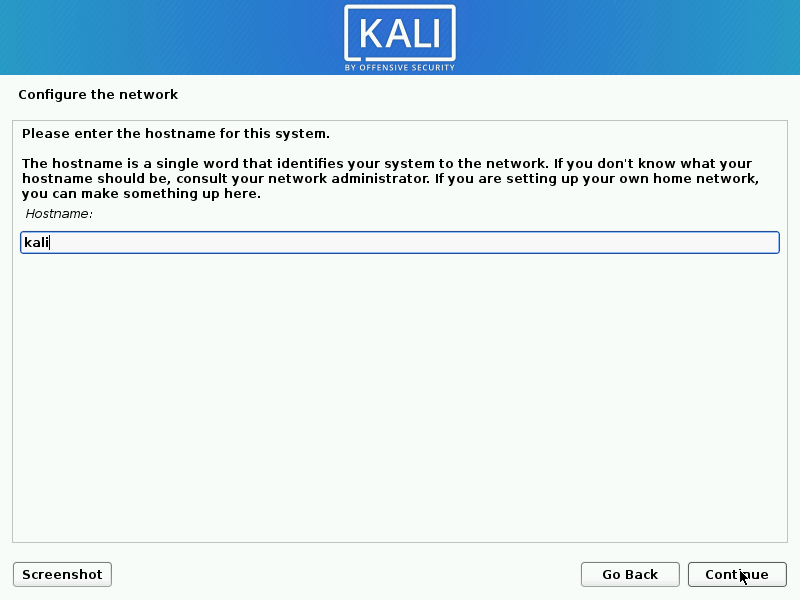 KALI
BY OFFENSIVE SECURITY
Configure the network
Please enter the hostname for this system.
The hostname is a single word that identifies your system to the network. If you don't know what your
hostname should be, consult your network administrator. If you are setting up your own home network,
you can make something up here.
Hostname:
kali
Screenshot
Go Back
Continue